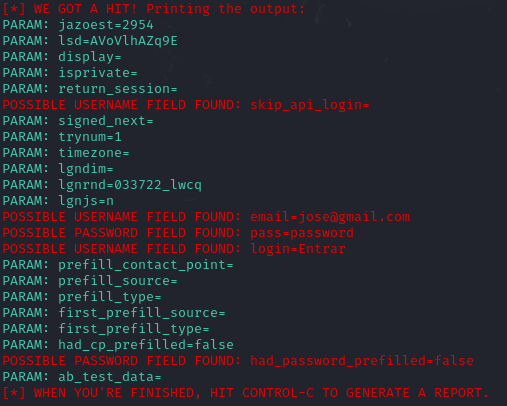 [*] WE GOT A HIT! Printing the output:
PARAM: jazoest=2954
PARAM: lsd=AVoVlhAZq9E
PARAM: display=
PARAM: isprivate=
PARAM: return_session=
POSSIBLE USERNAME FIELD FOUND: skip_api_login=
PARAM: signed_next=
PARAM: trynum=1
PARAM: timezone=
PARAM: lgndim=
PARAM: lgnrnd=033722_lwcq
PARAM: lgnjs=n
POSSIBLE USERNAME FIELD FOUND: email=jose@gmail.com
POSSIBLE PASSWORD FIELD FOUND: pass=password
POSSIBLE USERNAME FIELD FOUND: login=Entrar
PARAM: prefill_contact_point=
PARAM: prefill_source=
PARAM: prefill_type=
PARAM: first_prefill_source=
PARAM: first_prefill_type=
PARAM: had_cp_prefilled=false
POSSIBLE PASSWORD FIELD FOUND: had_password_prefilled=false
PARAM: ab_test_data=
[*] WHEN YOU'RE FINISHED, HIT CONTROL-C TO GENERATE A REPORT.